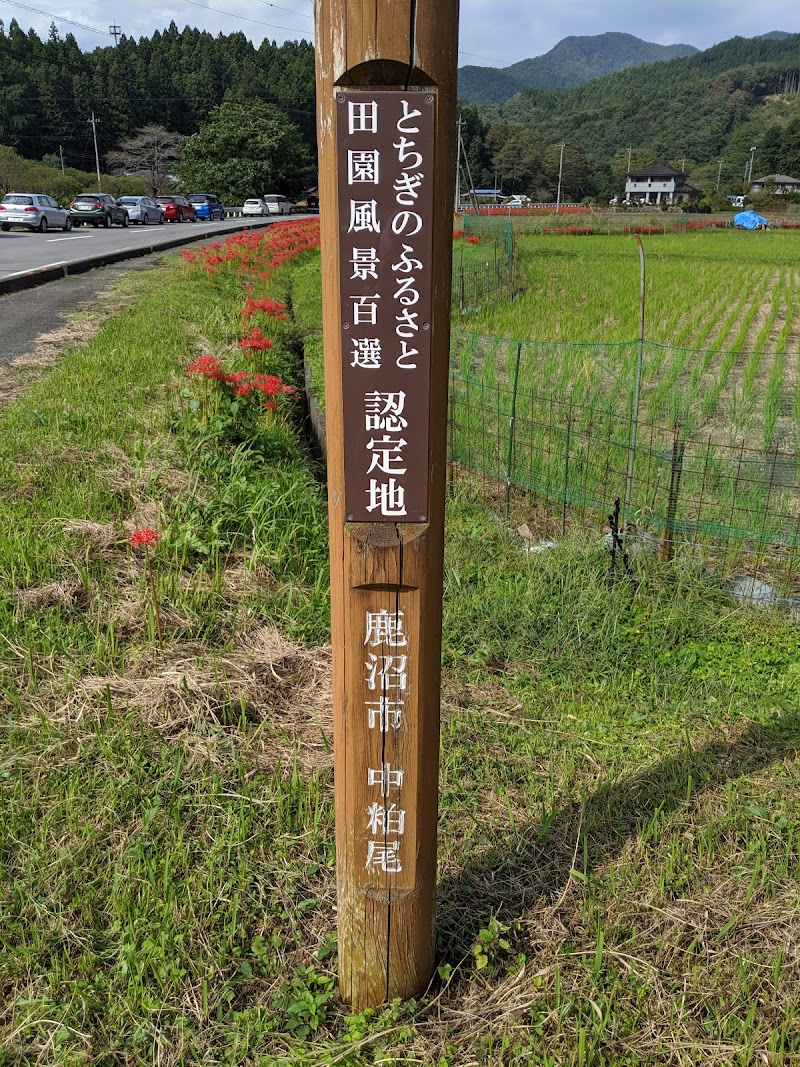 とちぎのふるさと
田園風景百選
認定地
鹿沼市 中粕尾